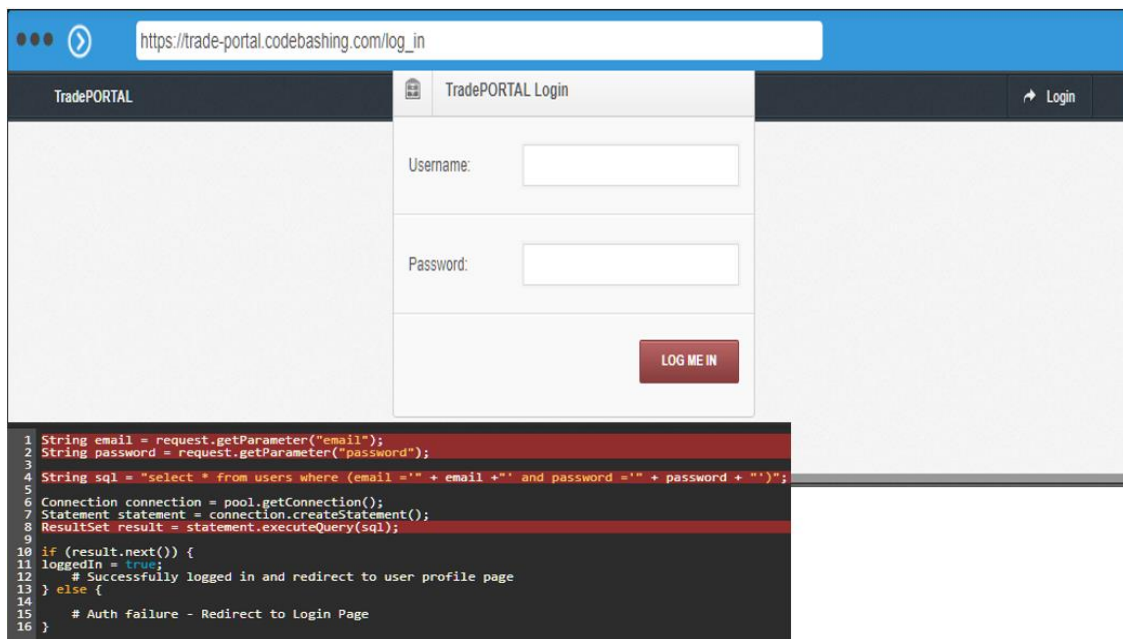 https://trade-portal.codebashing.com/log_in
TradePORTAL
TradePORTAL Login
Login
Username:
Password:
LOG ME IN
1 String email = request.getParameter("email");
2 String password = request.getParameter("password");
3
4 String sql = "select * from users where (email ='" + email +"' and password ='" + password + "')";
5
6 Connection connection = pool.getConnection();
7 Statement statement = connection.createStatement();
8 ResultSet result = statement.executeQuery(sql);
9
10 if (result.next()) {
11 loggedIn = true;
12 # Successfully logged in and redirect to user profile page
13 } else {
14
15 # Auth failure - Redirect to Login Page
16 }